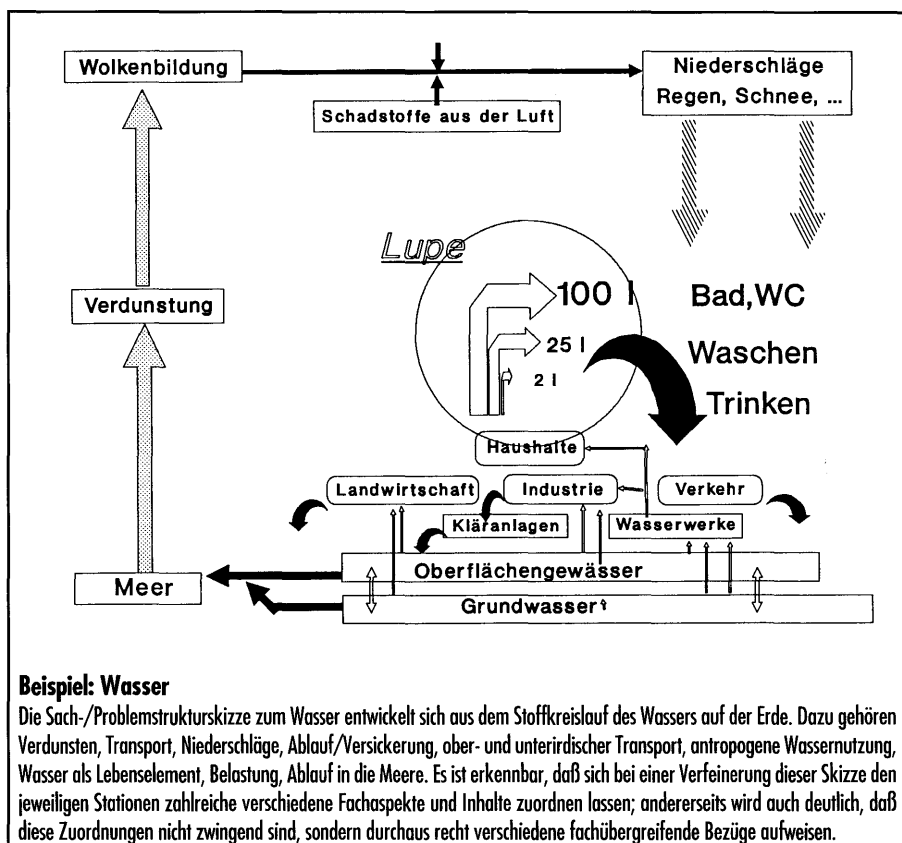 Wolkenbildung
Niederschläge
Regen, Schnee, ...
Schadstoffe aus der Luft
Lupe
Verdunstung
100 l
Bad,WC
25 l
Waschen
2 l
Trinken
Haushalte
Landwirtschaft
Industrie
Verkehr
Kläranlagen
Wasserwerke
Meer
Oberflächengewässer
Grundwasser
Beispiel: Wasser
Die Sach-/Problemstrukturskizze zum Wasser entwickelt sich aus dem Stoffkreislauf des Wassers auf der Erde. Dazu gehören
Verdunsten, Transport, Niederschläge, Ablauf/Versickerung, ober- und unterirdischer Transport, antropogene Wassernutzung,
Wasser als Lebenselement, Belastung, Ablauf in die Meere. Es ist erkennbar, daß sich bei einer Verfeinerung dieser Skizze den
jeweiligen Stationen zahlreiche verschiedene Fachaspekte und Inhalte zuordnen lassen; andererseits wird auch deutlich, daß
diese Zuordnungen nicht zwingend sind, sondern durchaus recht verschiedene fachübergreifende Bezüge aufweisen.